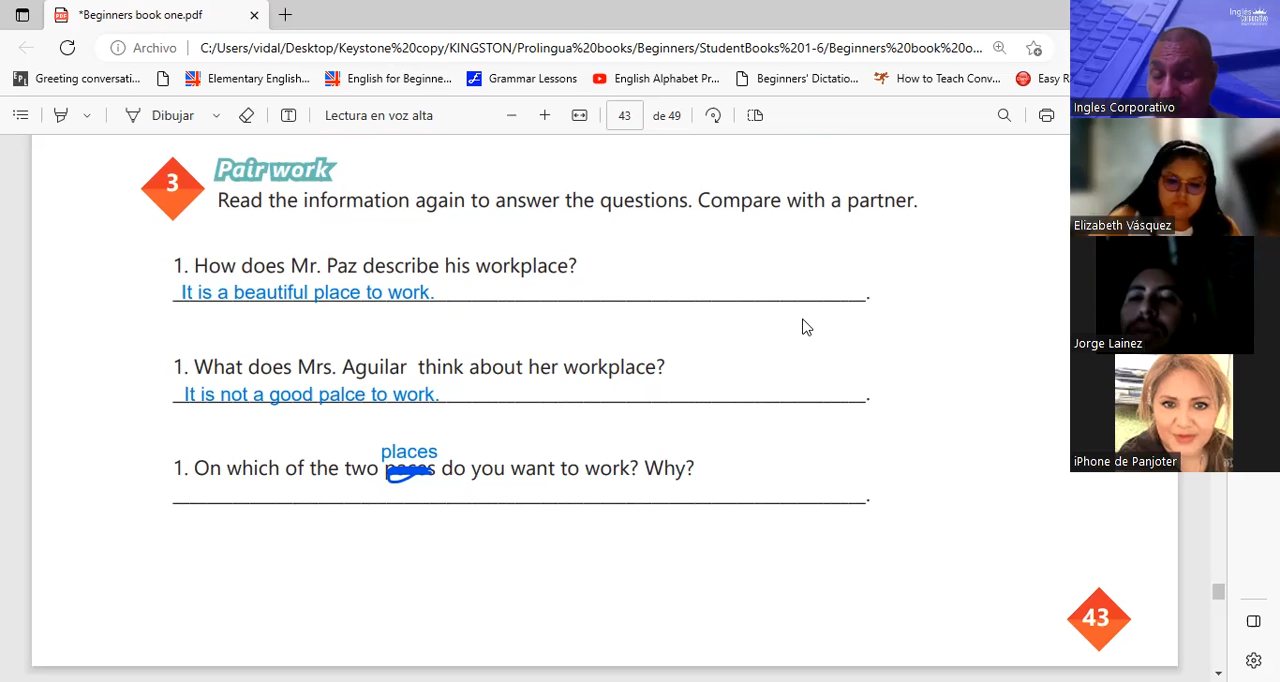 *Beginners book one.pdf
Archivo
C:/Users/vidal/Desktop/Keystone%20copy/KINGSTON/Prolingua%20books/Beginners/StudentBooks%201-6/Beginners%20book%20o...
Greeting conversati...
Elementary English...
English for Beginne...
Grammar Lessons
English Alphabet Pr...
Beginners' Dictatio...
How to Teach Conv...
Easy R
Dibujar
Lectura en voz alta
43
de 49
3
Pair work
Read the information again to answer the questions. Compare with a partner.
1. How does Mr. Paz describe his workplace?
It is a beautiful place to work.
1. What does Mrs. Aguilar think about her workplace?
It is not a good palce to work.
places
1. On which of the two paces do you want to work? Why?
43
Ingles Corporativo
Elizabeth Vásquez
Jorge Lainez
iPhone de Panjoter